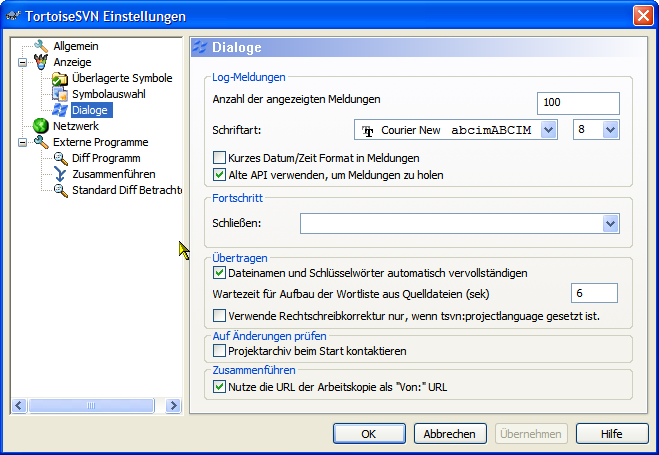 TortoiseSVN Einstellungen
Allgemein
Anzeige
Überlagerte Symbole
Symbolauswahl
Dialoge
Netzwerk
Externe Programme
Diff Programm
Zusammenführen
Standard Diff Betrachte
Dialoge
Log-Meldungen
Anzahl der angezeigten Meldungen 100
Schriftart: Courier New abcimABCIM 8
Kurzes Datum/Zeit Format in Meldungen
Alte API verwenden, um Meldungen zu holen
Fortschritt
Schließen:
Übertragen
Dateinamen und Schlüsselwörter automatisch vervollständigen
Wartezeit für Aufbau der Wortliste aus Quelldateien (sek) 6
Verwende Rechtschreibkorrektur nur, wenn tsvn:projectlanguage gesetzt ist.
Auf Änderungen prüfen
Projektarchiv beim Start kontaktieren
Zusammenführen
Nutze die URL der Arbeitskopie als "Von:" URL
OK Abbrechen Übernehmen Hilfe